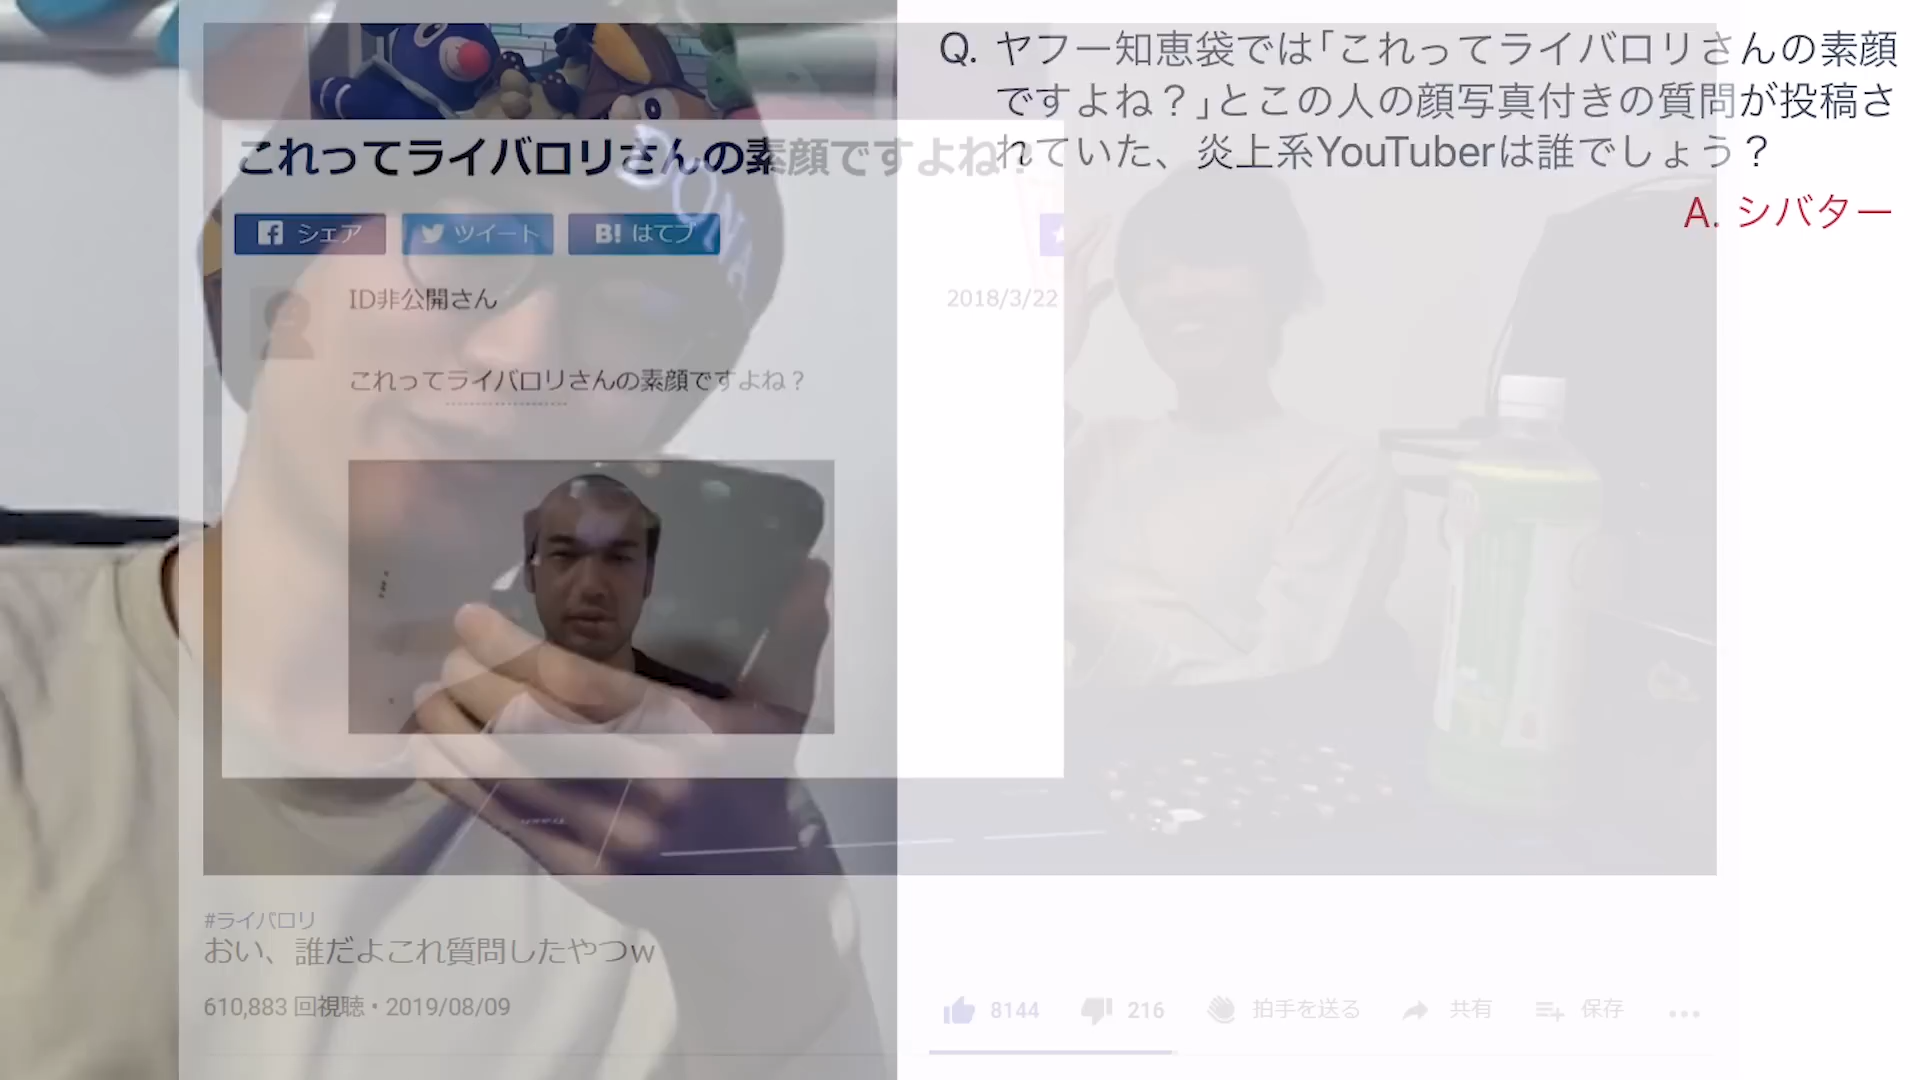 Q. ヤフー知恵袋では「これってライバロリさんの素顔
ですよね？」とこの人の顔写真付きの質問が投稿さ
れていた、炎上系YouTuberは誰でしょう？
A. シバター
これってライバロリさんの素顔ですよね?
シェア
ツイート
B! はてブ
ID非公開さん
2018/3/22
これってライバロリさんの素顔ですよね？
#ライバロリ
おい、誰だよこれ質問したやつw
610,883 回視聴・2019/08/09
8144
216
拍手を送る
共有
保存